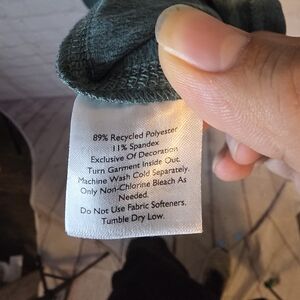 89% Recycled Polyester
11% Spandex
Exclusive Of Decoration
Turn Garment Inside Out.
Machine Wash Cold Separately.
Only Non-Chlorine Bleach As
Needed.
Do Not Use Fabric Softeners.
Tumble Dry Low.